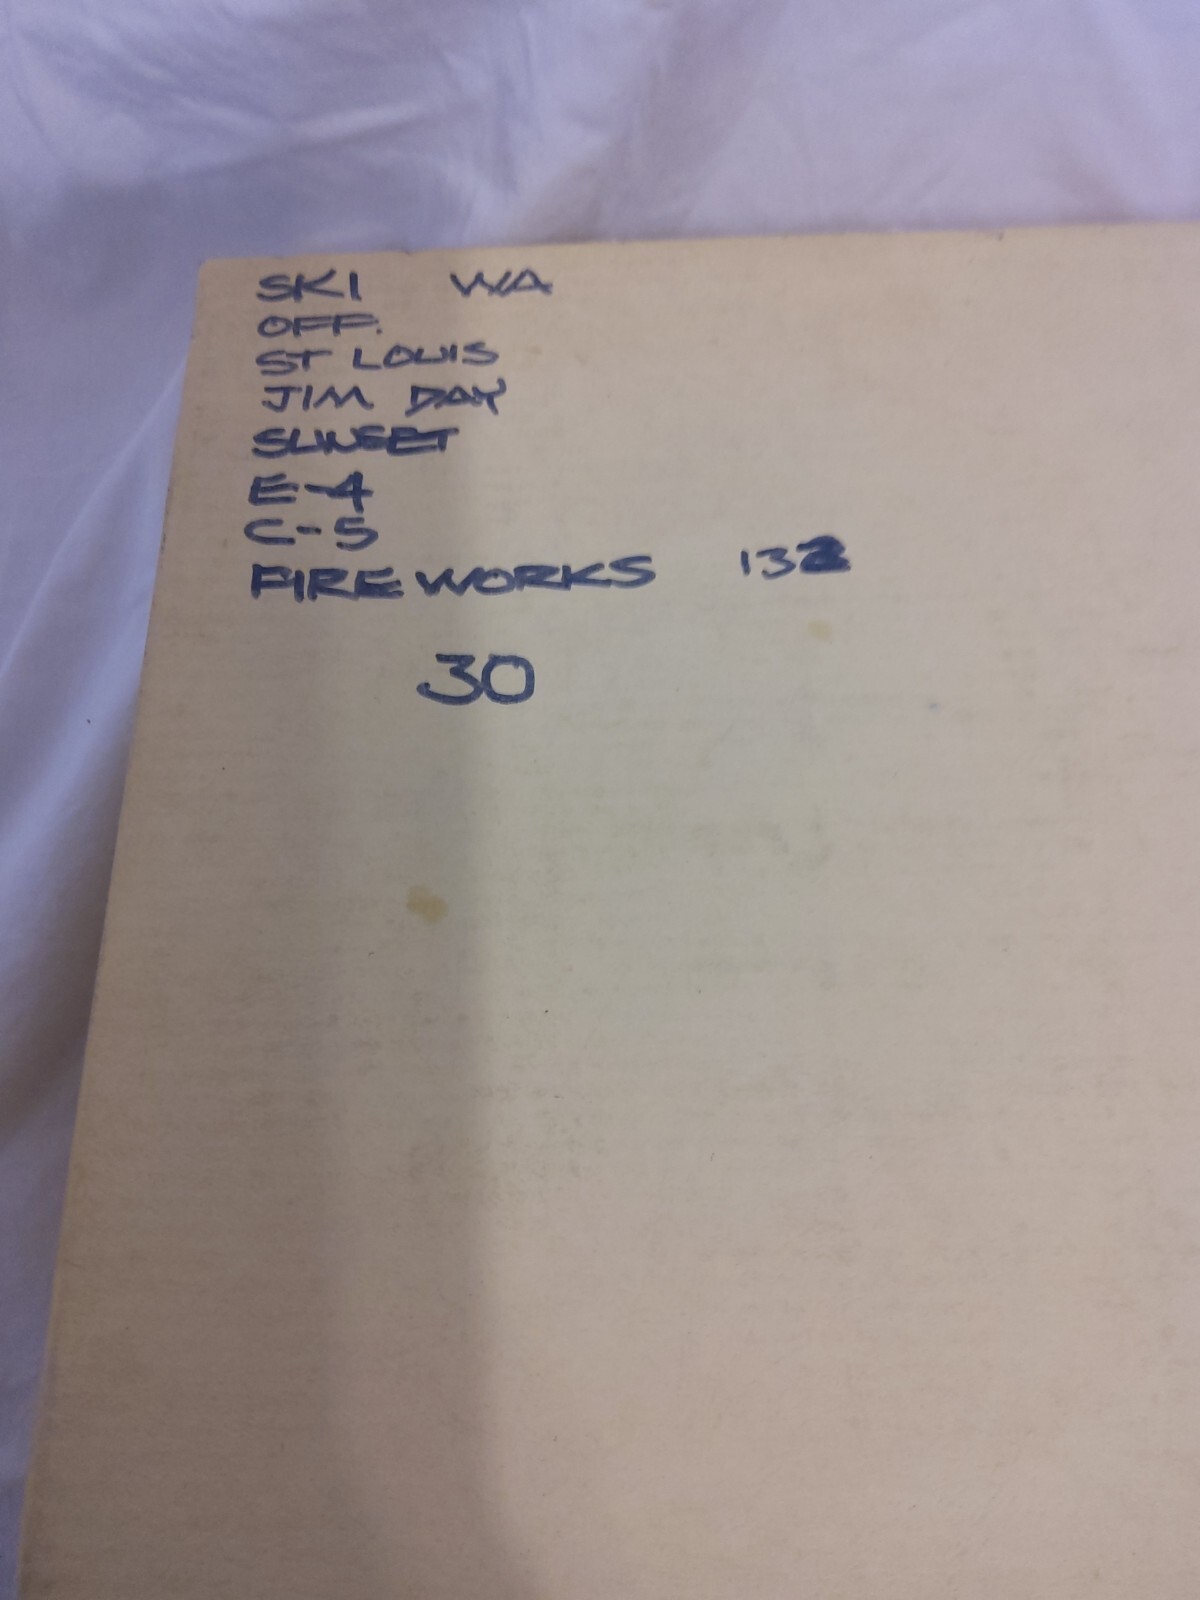 SKI WA
OFF.
ST LOUIS
JIM DAY
SUNSET
E-4
C-5
FIREWORKS 132
30